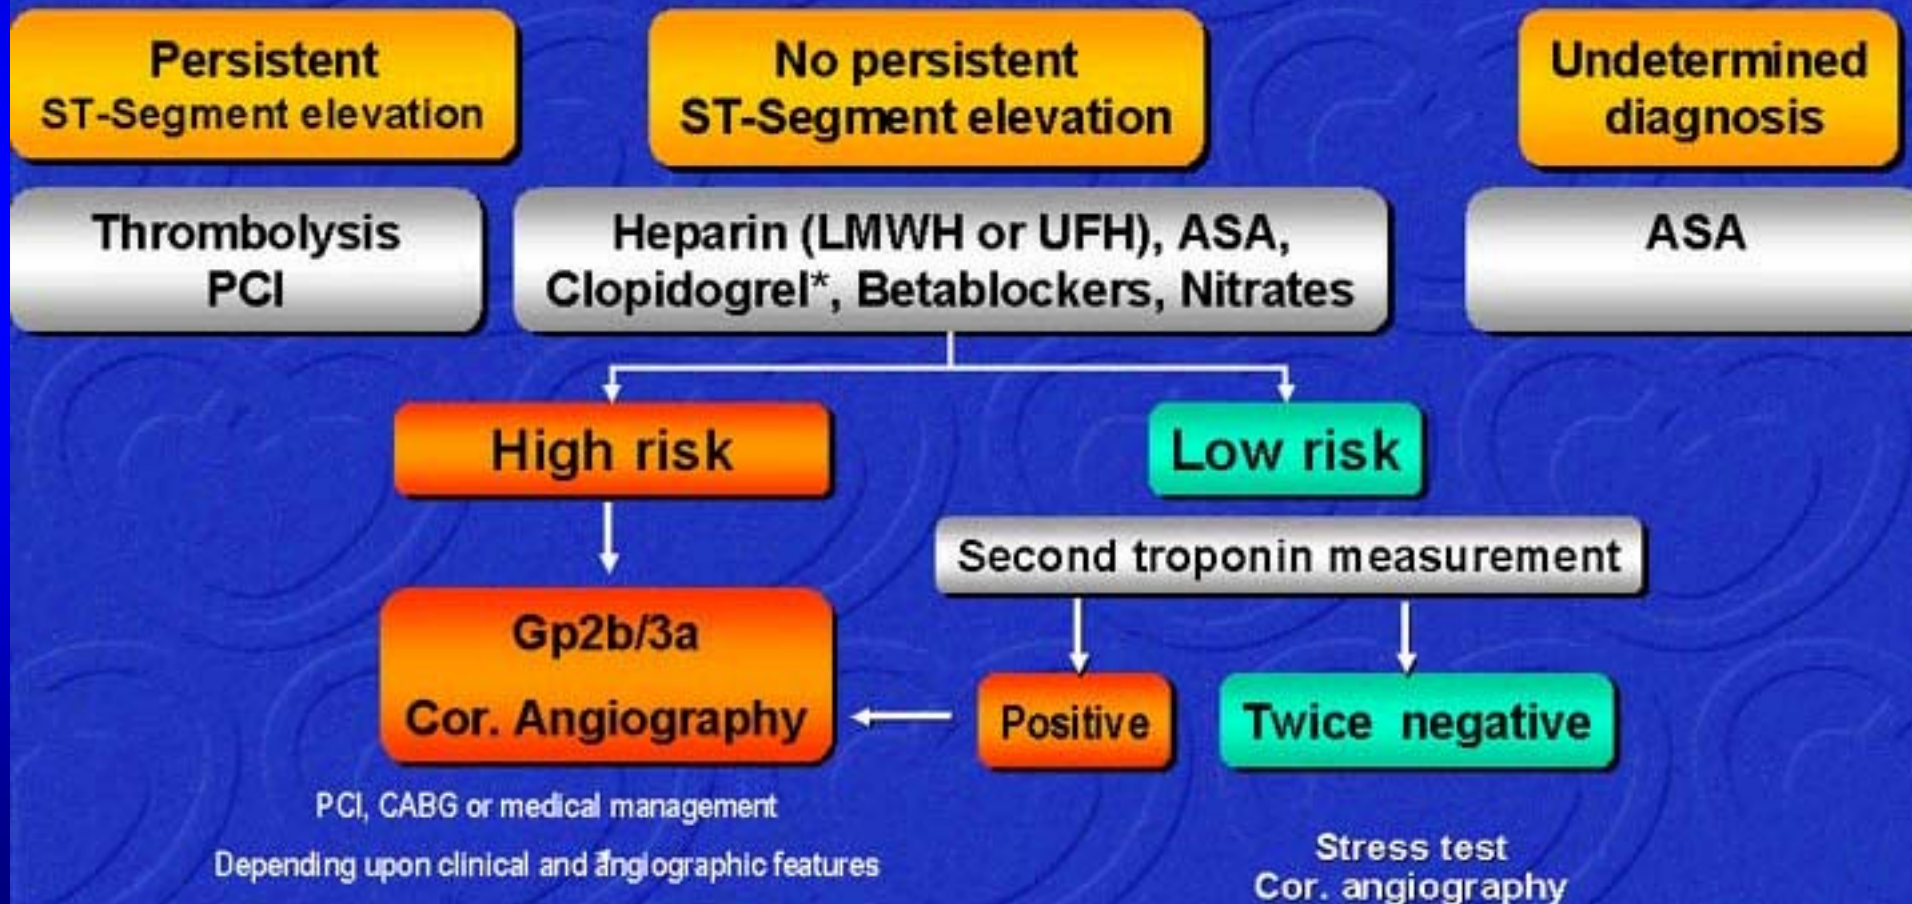 Persistent
ST-Segment elevation
No persistent
ST-Segment elevation
Undetermined
diagnosis
Thrombolysis
PCI
Heparin (LMWH or UFH), ASA,
Clopidogrel*, Betablockers, Nitrates
ASA
High risk
Low risk
Second troponin measurement
Gp2b/3a
Cor. Angiography
Positive
Twice negative
PCI, CABG or medical management
Depending upon clinical and angiographic features
Stress test
Cor. angiography